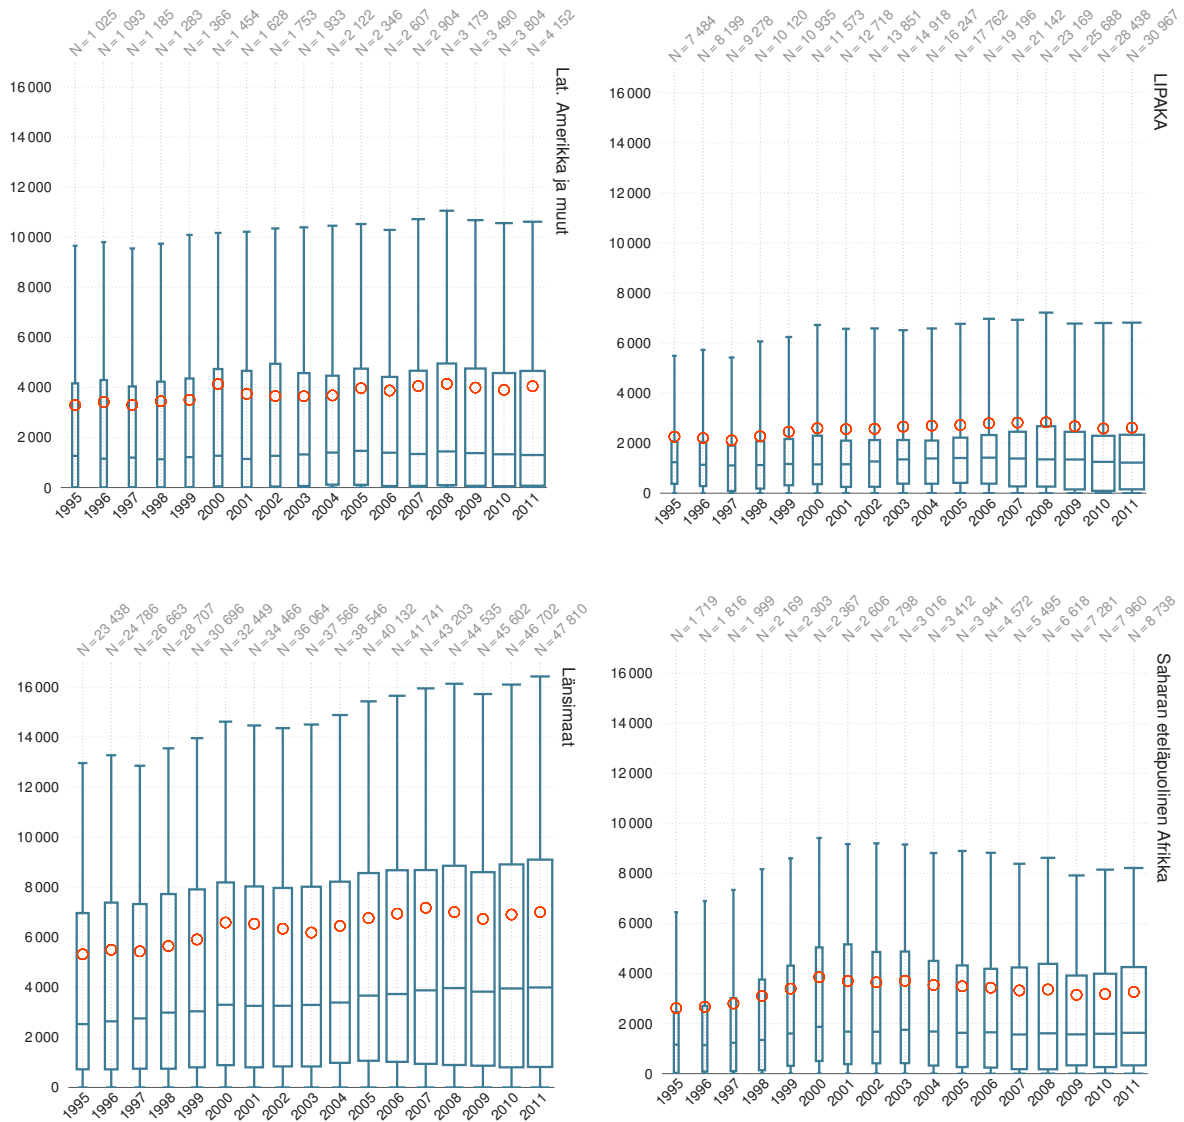 N = 1 025
N = 1 093
N = 1 185
N = 1 283
N = 1 366
N = 1 454
N = 1 628
N = 1 753
N = 1 933
N = 2 122
N = 2 346
N = 2 607
N = 2 904
N = 3 179
N = 3 490
N = 3 804
N = 4 152
16 000
14 000
12 000
10 000
8 000
6 000
4 000
2 000
0
1995
1996
1997
1998
1999
2000
2001
2002
2003
2004
2005
2006
2007
2008
2009
2010
2011
Lat. Amerikka ja muut
N = 7 484
N = 8 199
N = 9 278
N = 10 120
N = 10 935
N = 11 573
N = 12 718
N = 13 851
N = 14 918
N = 16 247
N = 17 762
N = 19 196
N = 21 142
N = 23 169
N = 25 688
N = 28 438
N = 30 967
16 000
14 000
12 000
10 000
8 000
6 000
4 000
2 000
0
1995
1996
1997
1998
1999
2000
2001
2002
2003
2004
2005
2006
2007
2008
2009
2010
2011
LIPAKA
N = 23 438
N = 24 786
N = 26 663
N = 28 707
N = 30 696
N = 32 449
N = 34 466
N = 36 064
N = 37 566
N = 38 546
N = 40 132
N = 41 741
N = 43 203
N = 44 535
N = 45 602
N = 46 702
N = 47 810
16 000
14 000
12 000
10 000
8 000
6 000
4 000
2 000
0
1995
1996
1997
1998
1999
2000
2001
2002
2003
2004
2005
2006
2007
2008
2009
2010
2011
Länsimaat
N = 1 719
N = 1 816
N = 1 999
N = 2 169
N = 2 303
N = 2 367
N = 2 606
N = 2 798
N = 3 016
N = 3 412
N = 3 941
N = 4 572
N = 5 495
N = 6 618
N = 7 281
N = 7 960
N = 8 738
16 000
14 000
12 000
10 000
8 000
6 000
4 000
2 000
0
1995
1996
1997
1998
1999
2000
2001
2002
2003
2004
2005
2006
2007
2008
2009
2010
2011
Saharan eteläpuolinen Afrikka